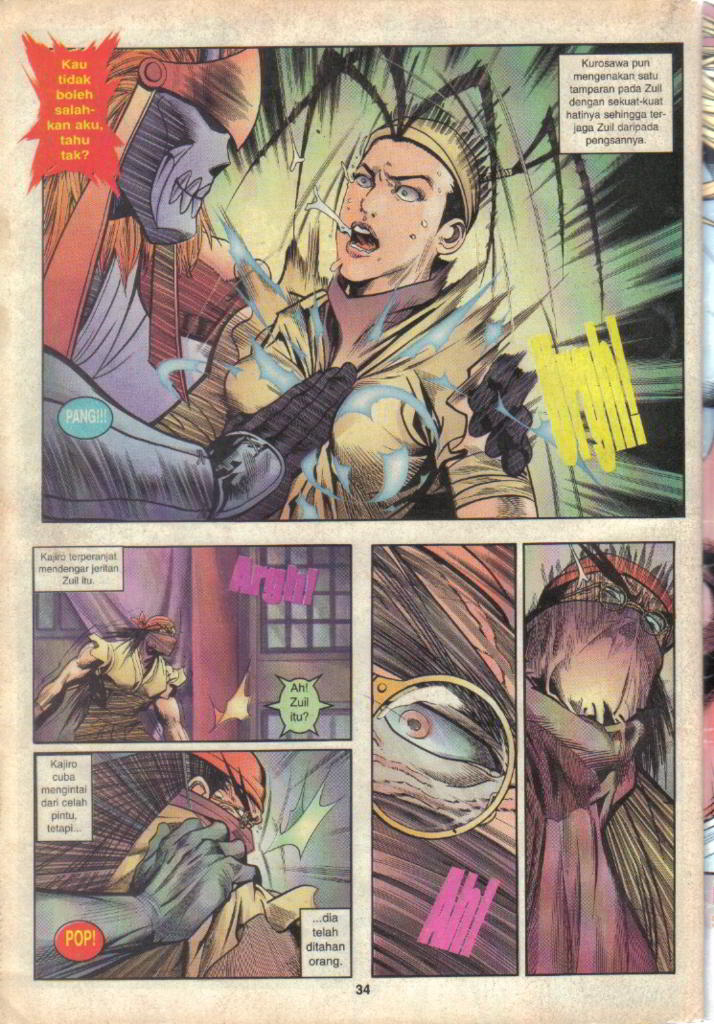 Kau
tidak
boleh
salah-
kan aku,
tahu
tak?
Kurosawa pun
mengenakan satu
tamparan pada Zuil
dengan sekuat-kuat
hatinya sehingga ter-
jaga Zuil daripada
pengsannya.
PANG!!!
Urgh!
Kajiro terperanjat
mendengar jeritan
Zuil itu.
Argh!
Ah!
Zuil
itu?
Kajiro
cuba
mengintai
dari celah
pintu,
tetapi...
POP!
...dia
telah
ditahan
orang.
Ah!
34